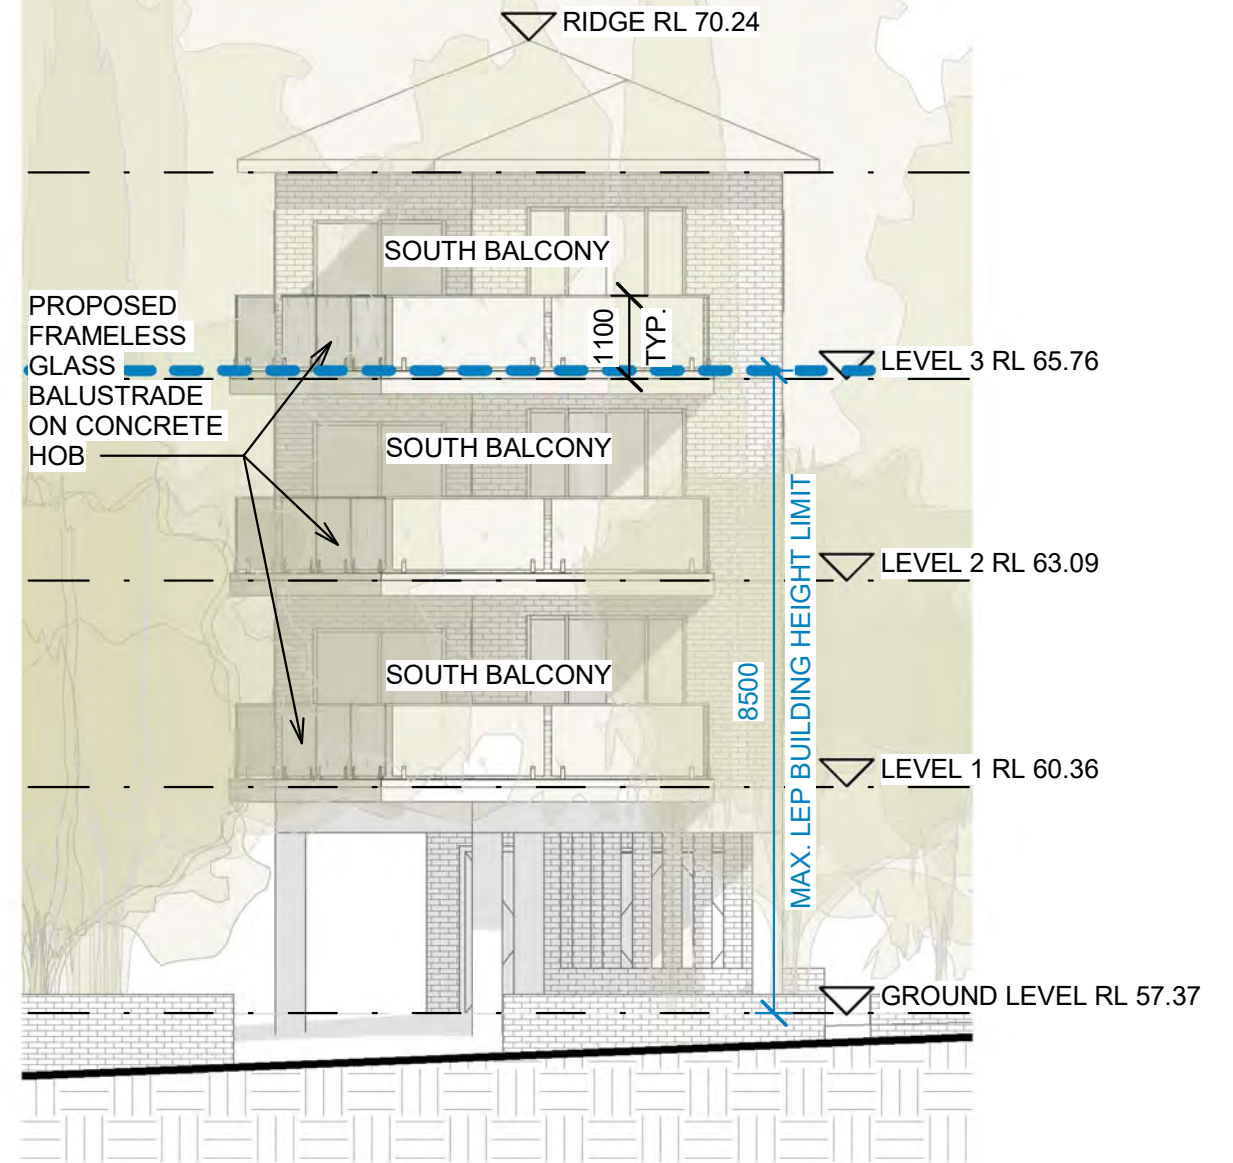 RIDGE RL 70.24
SOUTH BALCONY
PROPOSED
FRAMELESS
GLASS
BALUSTRADE
ON CONCRETE
HOB
1100
TYP.
LEVEL 3 RL 65.76
SOUTH BALCONY
LEVEL 2 RL 63.09
SOUTH BALCONY
8500
MAX. LEP BUILDING HEIGHT LIMIT
LEVEL 1 RL 60.36
GROUND LEVEL RL 57.37